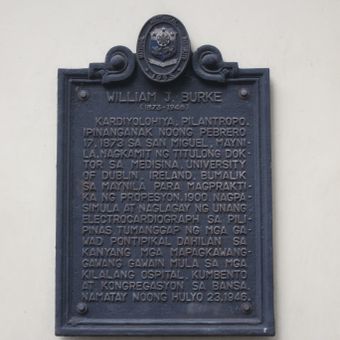 WILLIAM J. BURKE
(1873-1946)
KARDIYOLOHIYA, PILANTROPO.
IPINANGANAK NOONG PEBRERO
17, 1873 SA SAN MIGUEL, MAYNI-
LA. NAGKAMIT NG TITULONG DOK-
TOR SA MEDISINA, UNIVERSITY
OF DUBLIN, IRELAND. BUMALIK
SA MAYNILA PARA MAGPRAKTI-
KA NG PROPESYON, 1900. NAGPA-
SIMULA AT NAGLAGAY NG UNANG
ELECTROCARDIOGRAPH SA PILI-
PINAS. TUMANGGAP NG MGA GA-
WAD PONTIPIKAL DAHILAN SA
KANYANG MGA MAPAGKAWANG-
GAWANG GAWAIN MULA SA MGA
KILALANG OSPITAL, KUMBENTO
AT KONGREGASYON SA BANSA.
NAMATAY NOONG HULYO 23, 1946.